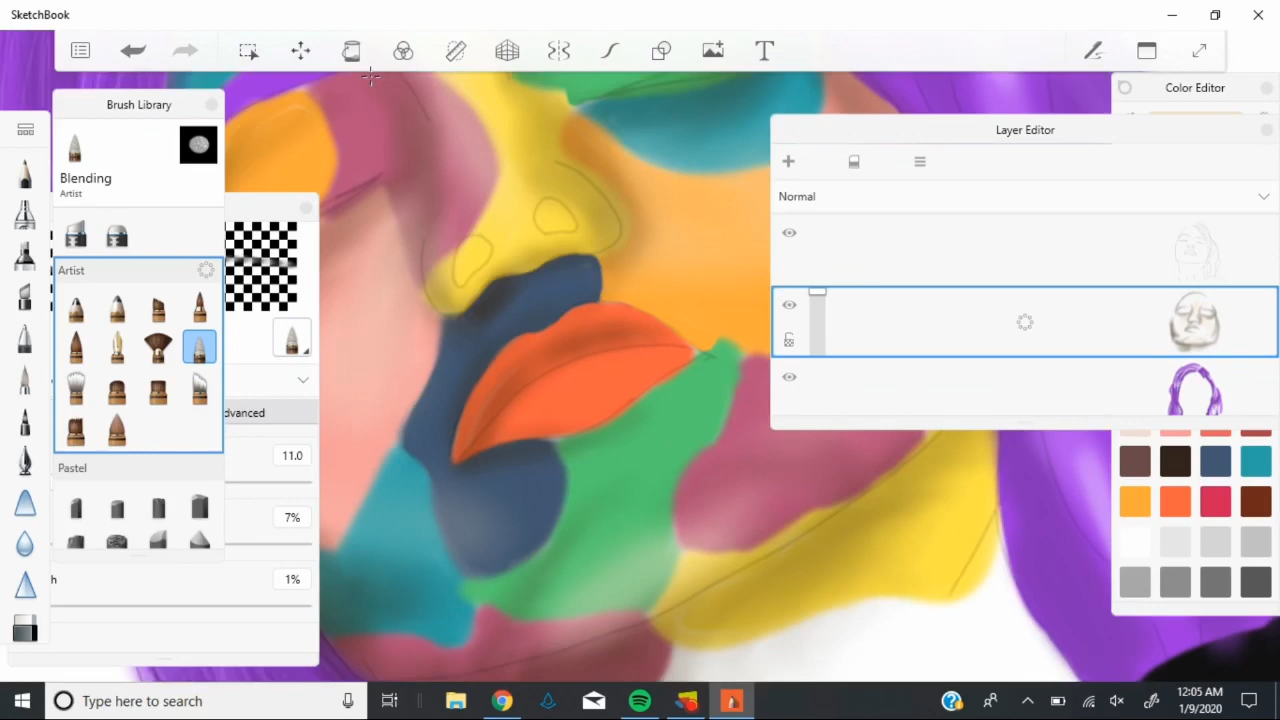 SketchBook
T
Brush Library
Color Editor
Layer Editor
Blending
Artist
Normal
Artist
dvanced
11.0
Pastel
7%
h
1%
Type here to search
12:05 AM
1/9/2020